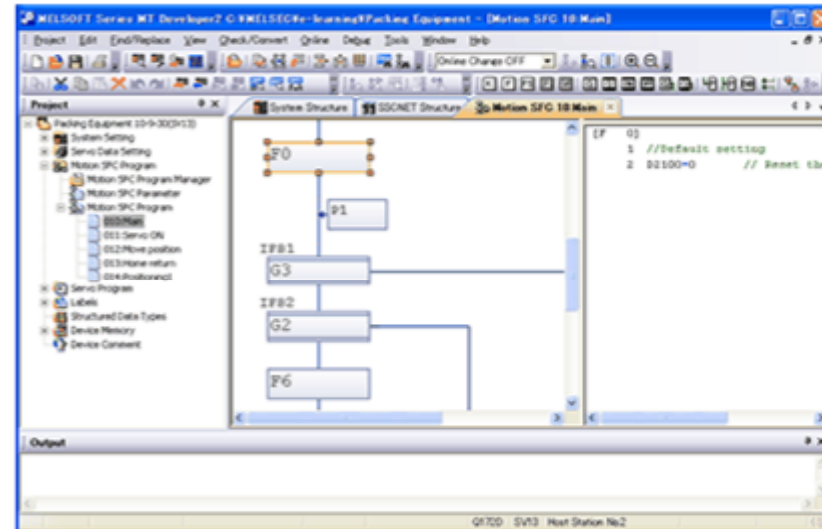 MELSOFT Series MT Developer2 C:¥MELSEC¥e-learning¥Packing Equipment - [Motion SFC 10:Main]
Project Edit Find/Replace View Check/Convert Online Debug Tools Window Help
Online Change OFF
Project
System Structure SSCNET Structure Motion SFC 10:Main
Packing Equipment 10-9-30(SV13)
System Setting
Servo Data Setting
Motion SFC Program
Motion SFC Program Manager
Motion SFC Parameter
Motion SFC Program
010:Main
011:Servo ON
012:Move position
013:Home return
014:Positioning1
Servo Program
Labels
Structured Data Types
Device Memory
Device Comment
F0
P1
IFB1
G3
IFB2
G2
F6
[F 0]
1 //Default setting
2 D2100=0 // Reset the
Output
Q170D SV13 Host Station No.2